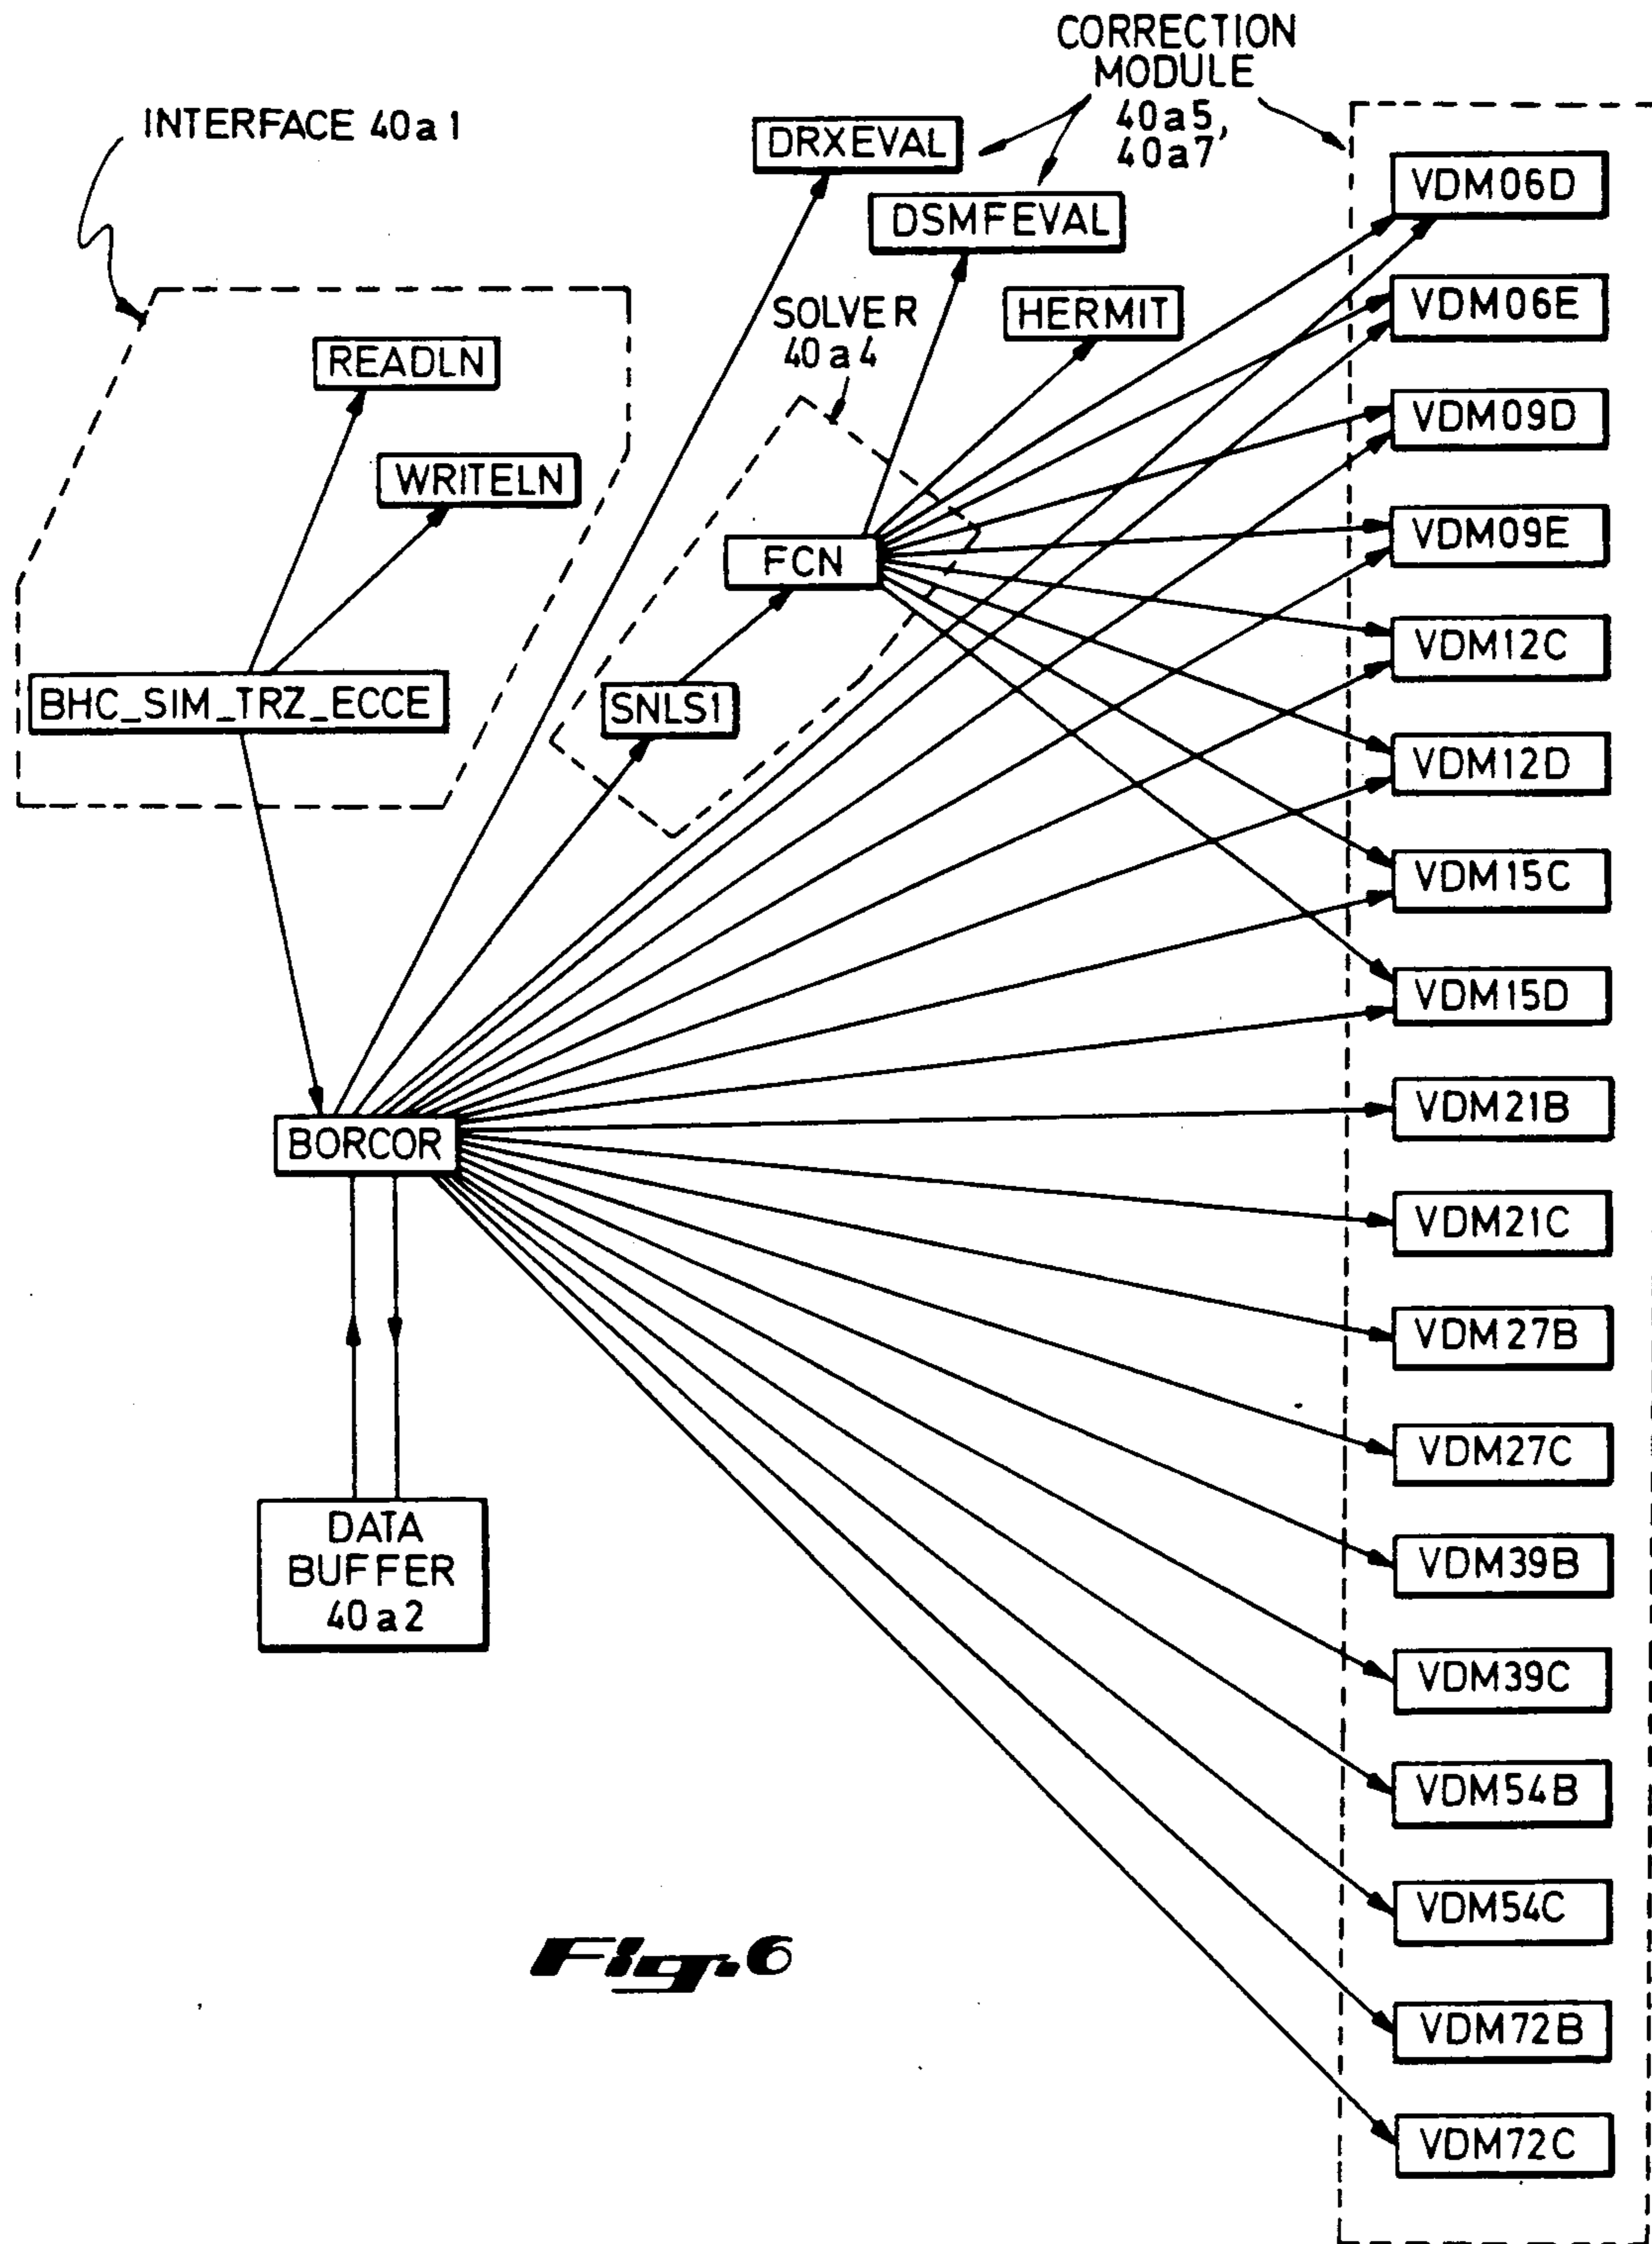 CORRECTION
MODULE
40a5,
40a7
INTERFACE 40a1
DRXEVAL
DSMFEVAL
HERMIT
SOLVER
40a4
READLN
WRITELN
FCN
SNLS1
BHC_SIM_TRZ_ECCE
BORCOR
DATA
BUFFER
40a2
VDM06D
VDM06E
VDM09D
VDM09E
VDM12C
VDM12D
VDM15C
VDM15D
VDM21B
VDM21C
VDM27B
VDM27C
VDM39B
VDM39C
VDM54B
VDM54C
VDM72B
VDM72C
Fig.6